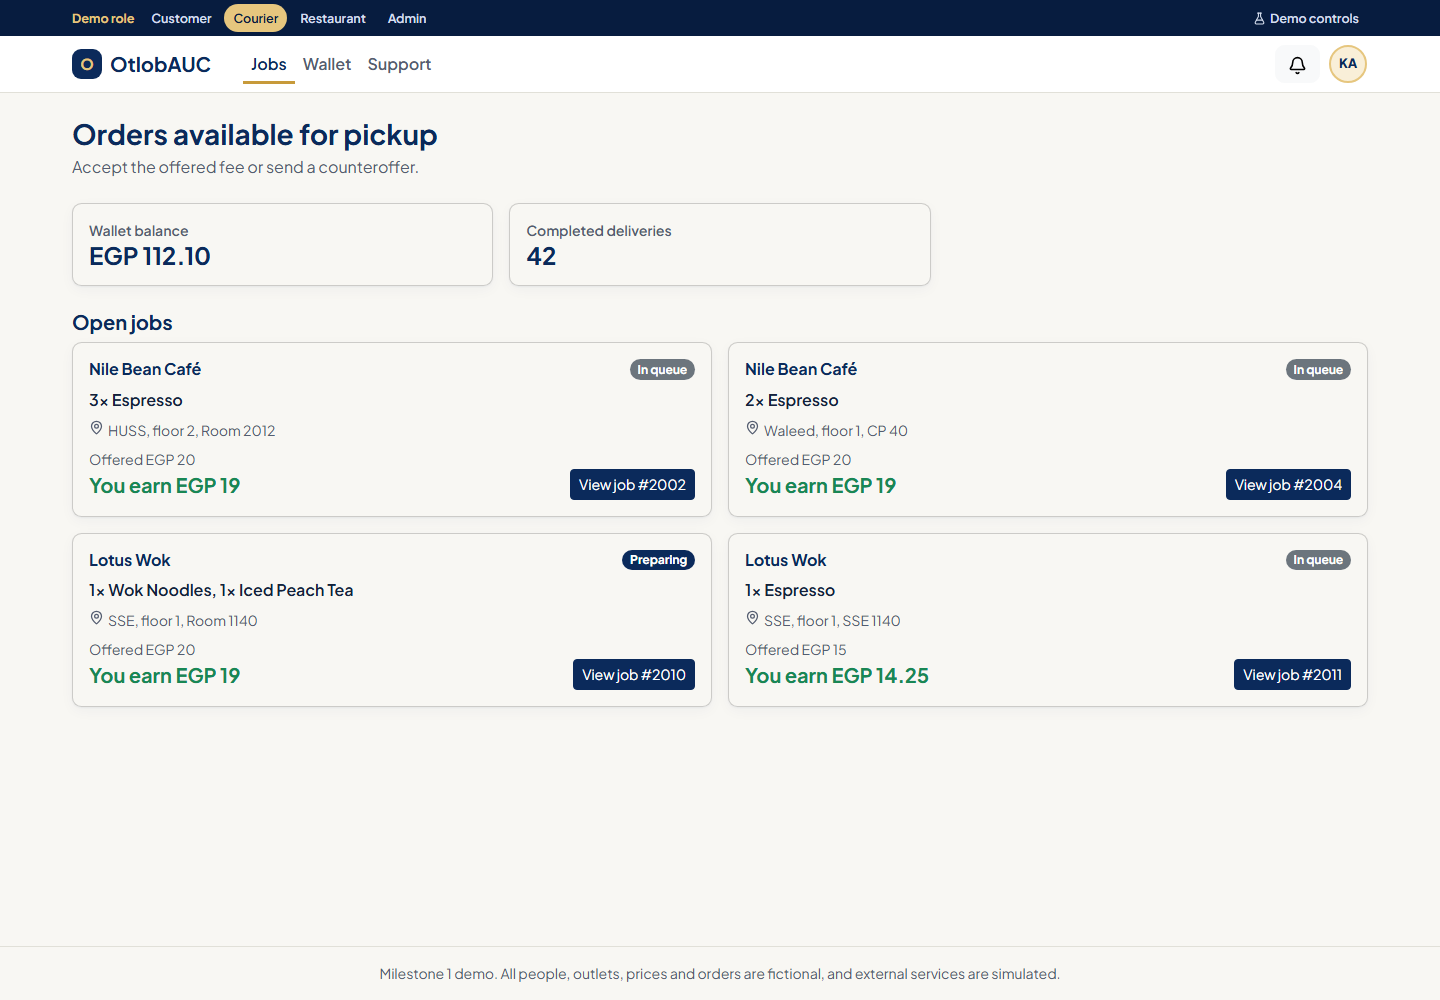 Demo role Customer Courier Restaurant Admin Demo controls
OtlobAUC Jobs Wallet Support KA
Orders available for pickup
Accept the offered fee or send a counteroffer.
Wallet balance
EGP 112.10
Completed deliveries
42
Open jobs
Nile Bean Café In queue
3× Espresso
HUSS, floor 2, Room 2012
Offered EGP 20
You earn EGP 19 View job #2002
Nile Bean Café In queue
2× Espresso
Waleed, floor 1, CP 40
Offered EGP 20
You earn EGP 19 View job #2004
Lotus Wok Preparing
1× Wok Noodles, 1× Iced Peach Tea
SSE, floor 1, Room 1140
Offered EGP 20
You earn EGP 19 View job #2010
Lotus Wok In queue
1× Espresso
SSE, floor 1, SSE 1140
Offered EGP 15
You earn EGP 14.25 View job #2011
Milestone 1 demo. All people, outlets, prices and orders are fictional, and external services are simulated.